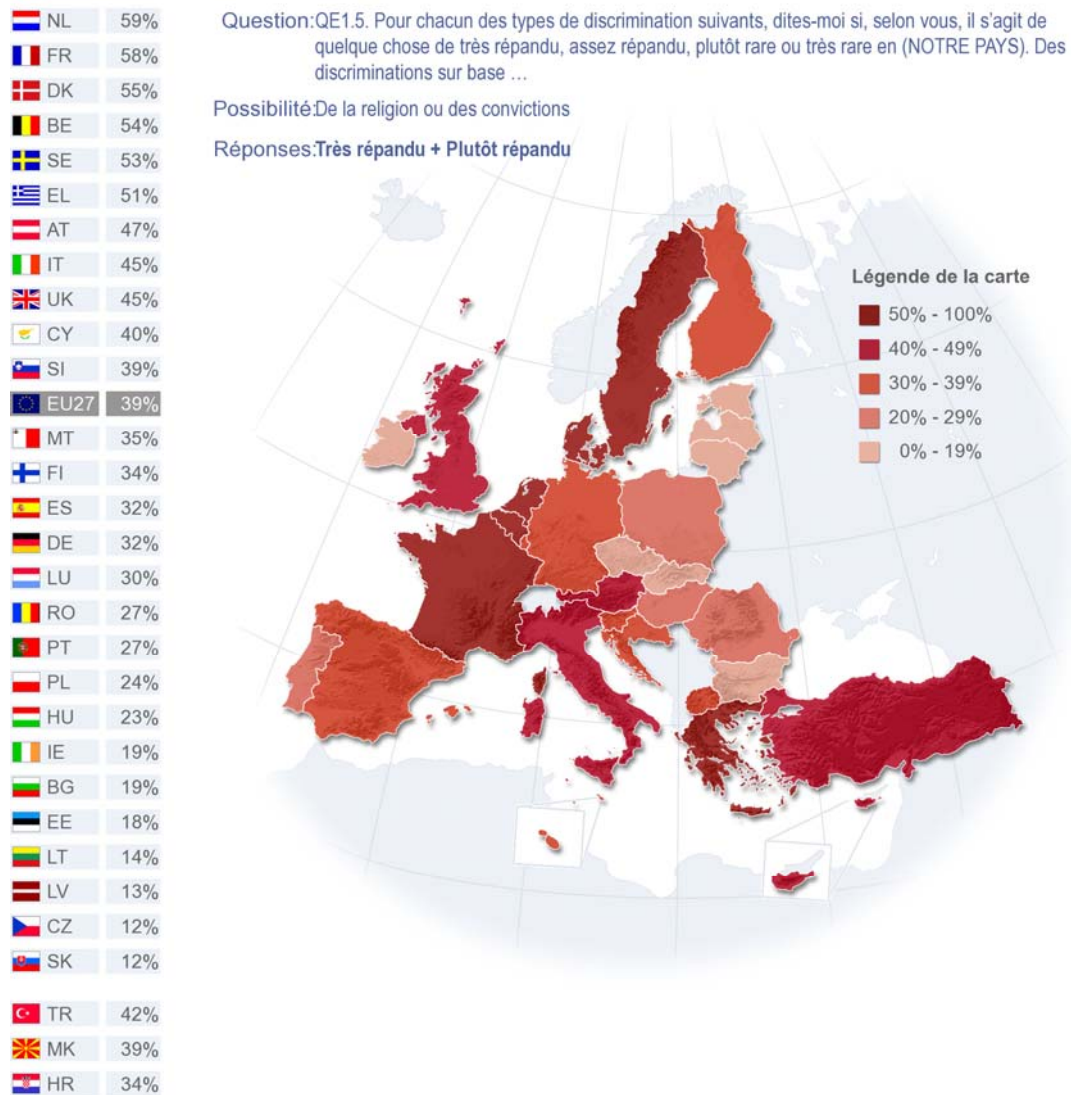 Question:QE1.5. Pour chacun des types de discrimination suivants, dites-moi si, selon vous, il s'agit de
quelque chose de très répandu, assez répandu, plutôt rare ou très rare en (NOTRE PAYS). Des
discriminations sur base …
Possibilité:De la religion ou des convictions
Réponses:Très répandu + Plutôt répandu
NL 59%
FR 58%
DK 55%
BE 54%
SE 53%
EL 51%
AT 47%
IT 45%
UK 45%
CY 40%
SI 39%
EU27 39%
MT 35%
FI 34%
ES 32%
DE 32%
LU 30%
RO 27%
PT 27%
PL 24%
HU 23%
IE 19%
BG 19%
EE 18%
LT 14%
LV 13%
CZ 12%
SK 12%
TR 42%
MK 39%
HR 34%
Légende de la carte
50% - 100%
40% - 49%
30% - 39%
20% - 29%
0% - 19%